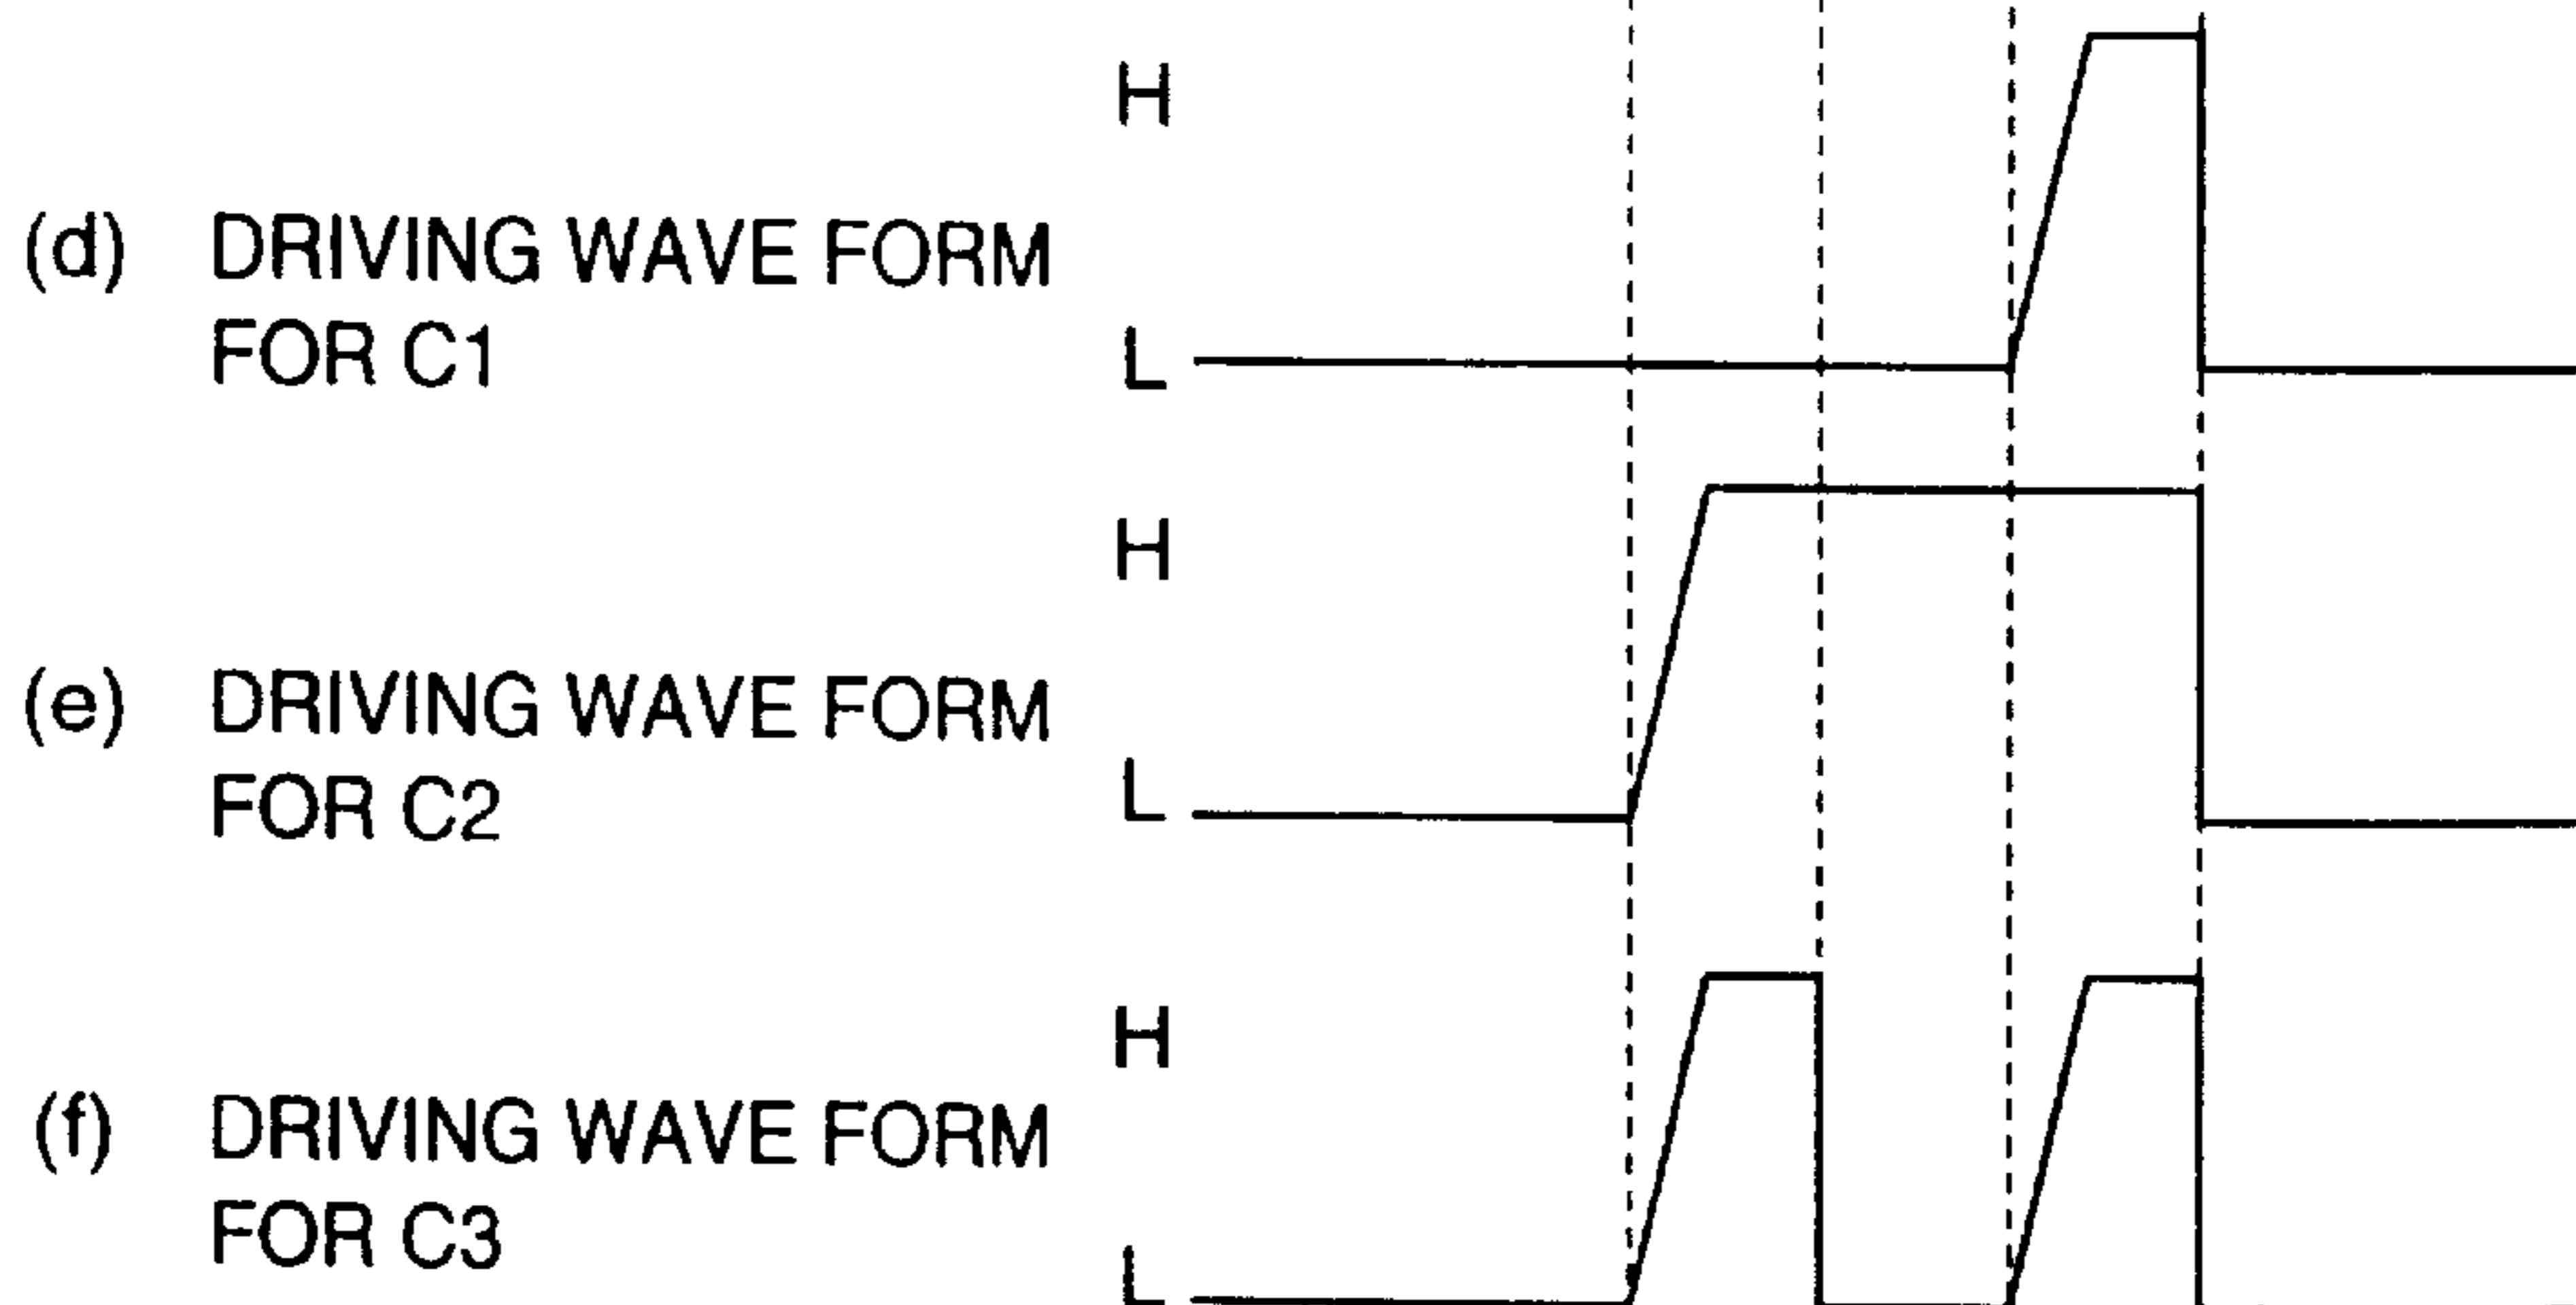 H
(d) DRIVING WAVE FORM
FOR C1
L
H
(e) DRIVING WAVE FORM
L
FOR C2
H
(f) DRIVING WAVE FORM
FOR C3
L